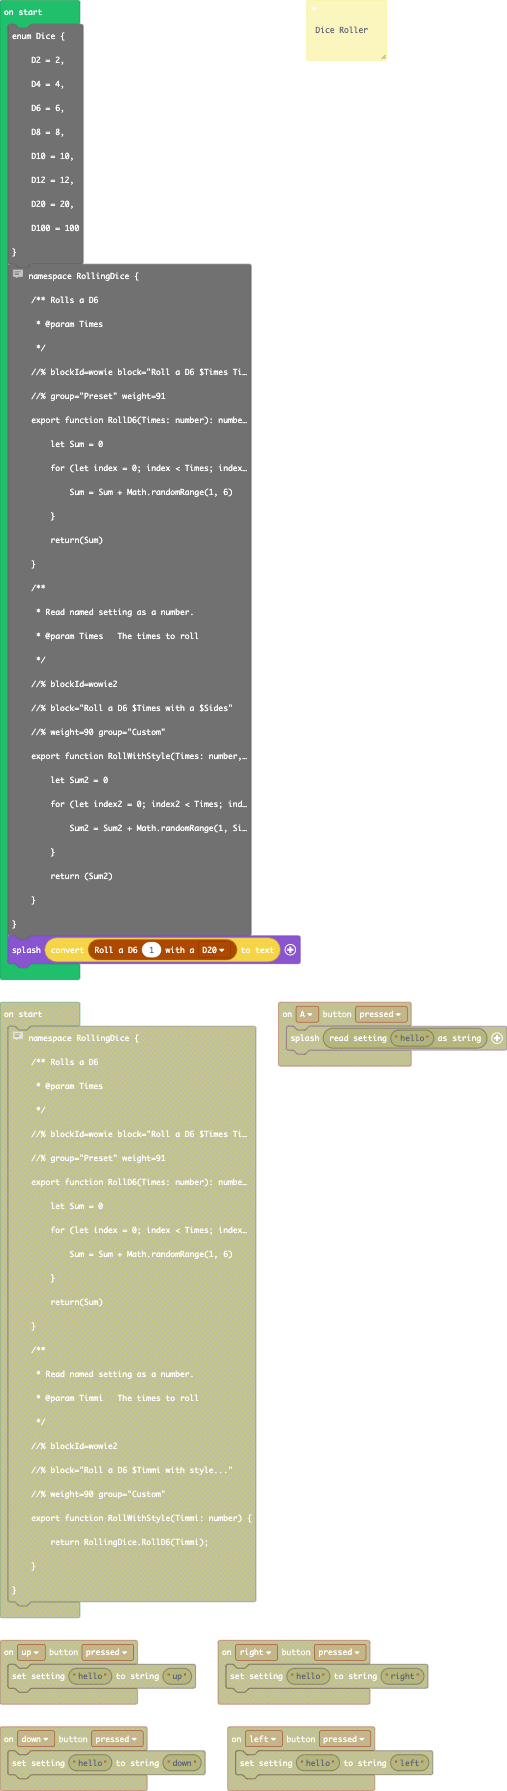 on start
enum Dice {
D2 = 2,
D4 = 4,
D6 = 6,
D8 = 8,
D10 = 10,
D12 = 12,
D20 = 20,
D100 = 100
}
namespace RollingDice {
/** Rolls a D6
* @param Times
*/
//% blockId=wowie block="Roll a D6 $Times Ti…
//% group="Preset" weight=91
export function RollD6(Times: number): numbe…
let Sum = 0
for (let index = 0; index < Times; index…
Sum = Sum + Math.randomRange(1, 6)
}
return(Sum)
}
/**
* Read named setting as a number.
* @param Times   The times to roll
*/
//% blockId=wowie2
//% block="Roll a D6 $Times with a $Sides"
//% weight=90 group="Custom"
export function RollWithStyle(Times: number,…
let Sum2 = 0
for (let index2 = 0; index2 < Times; ind…
Sum2 = Sum2 + Math.randomRange(1, Si…
}
return (Sum2)
}
}
splash convert Roll a D6 1 with a D20 to text
Dice Roller
on start
namespace RollingDice {
/** Rolls a D6
* @param Times
*/
//% blockId=wowie block="Roll a D6 $Times Ti…
//% group="Preset" weight=91
export function RollD6(Times: number): numbe…
let Sum = 0
for (let index = 0; index < Times; index…
Sum = Sum + Math.randomRange(1, 6)
}
return(Sum)
}
/**
* Read named setting as a number.
* @param Timmi   The times to roll
*/
//% blockId=wowie2
//% block="Roll a D6 $Timmi with style..."
//% weight=90 group="Custom"
export function RollWithStyle(Timmi: number) {
return RollingDice.RollD6(Timmi);
}
}
on A button pressed
splash read setting "hello" as string
on up button pressed
set setting "hello" to string "up"
on right button pressed
set setting "hello" to string "right"
on down button pressed
set setting "hello" to string "down"
on left button pressed
set setting "hello" to string "left"